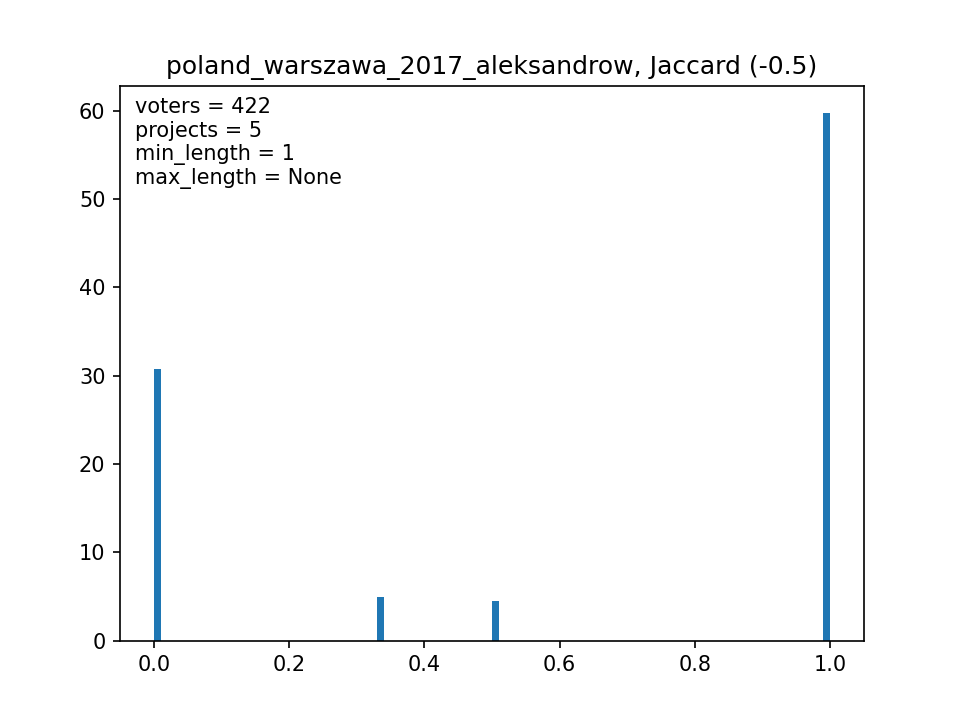 poland_warszawa_2017_aleksandrow, Jaccard (-0.5)
voters = 422
projects = 5
min_length = 1
max_length = None
60
50
40
30
20
10
0
0.0 0.2 0.4 0.6 0.8 1.0